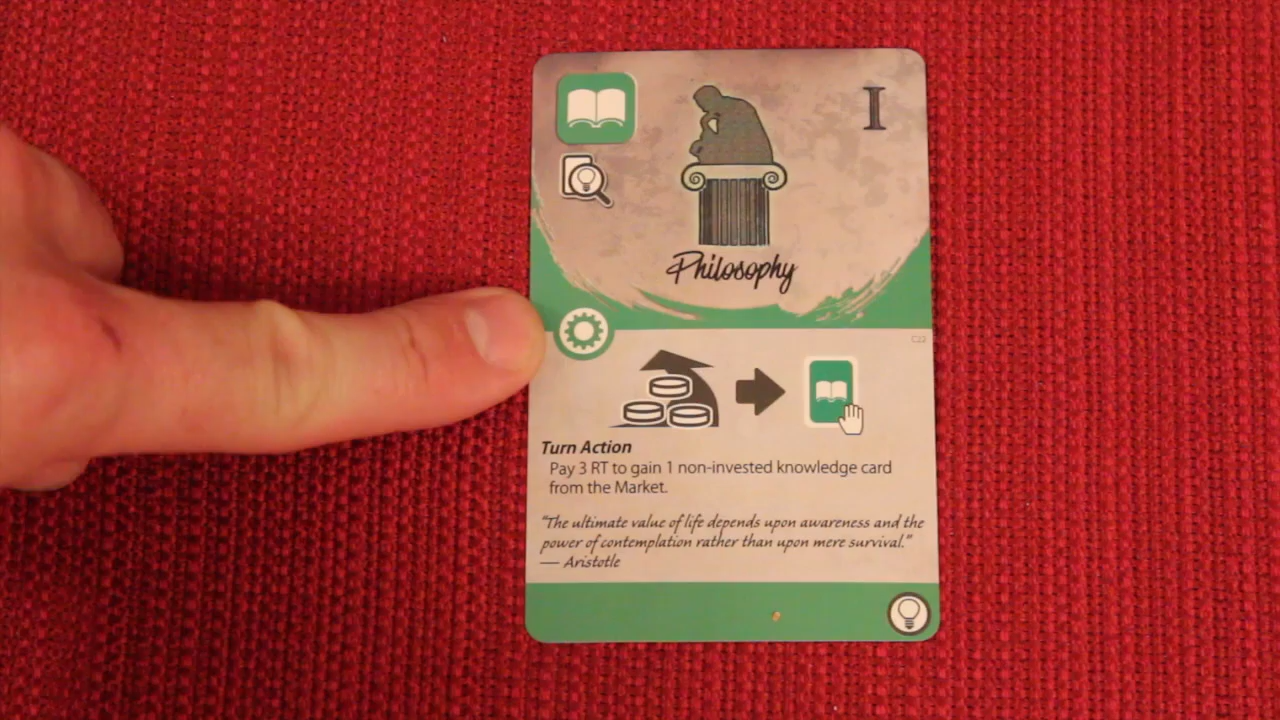 I
Philosophy
C22
Turn Action
Pay 3 RT to gain 1 non-invested knowledge card
from the Market.
"The ultimate value of life depends upon awareness and the
power of contemplation rather than upon mere survival."
— Aristotle